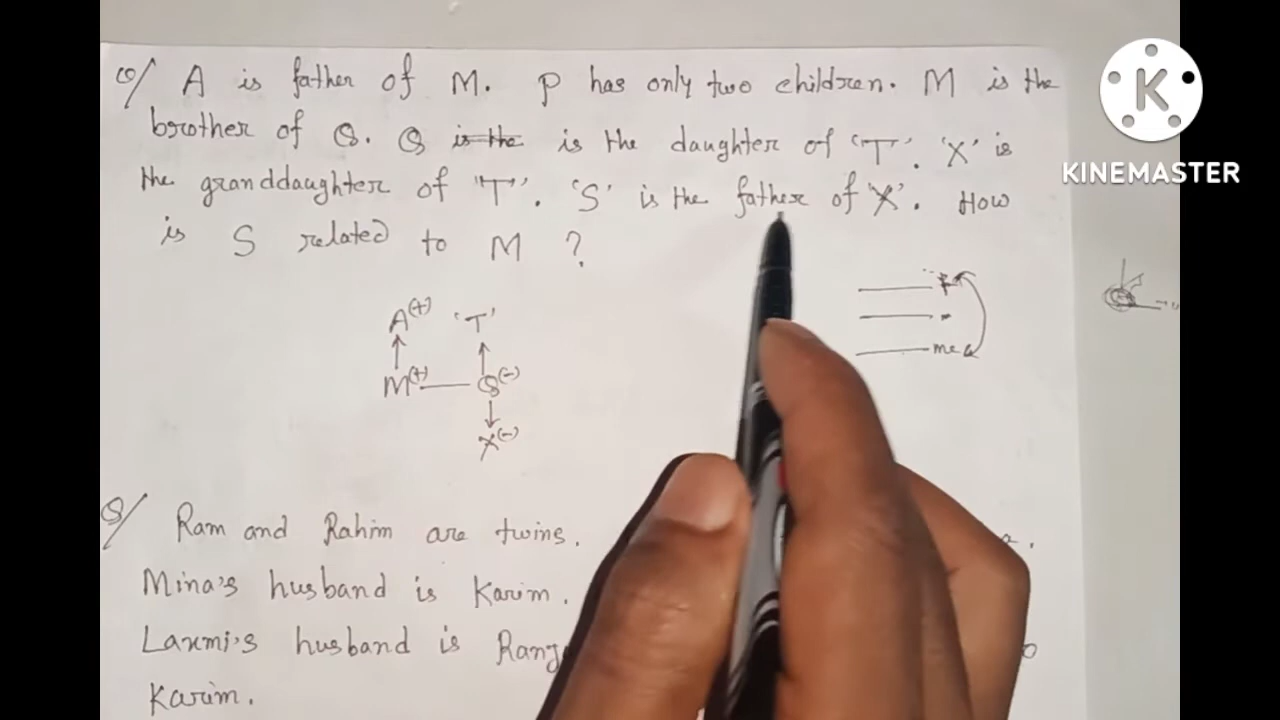 Q/ A is father of M. P has only two children. M is the
brother of Q. Q is the is the daughter of 'T'. 'X' is
the granddaughter of 'T'. 'S' is the father of 'X'. How
is S related to M ?
K
KINEMASTER
A(+) 'T'
M(+) Q(-)
X(-)
me
Q/ Ram and Rahim are twins.
Mina's husband is Karim.
Laxmi's husband is
Karim.